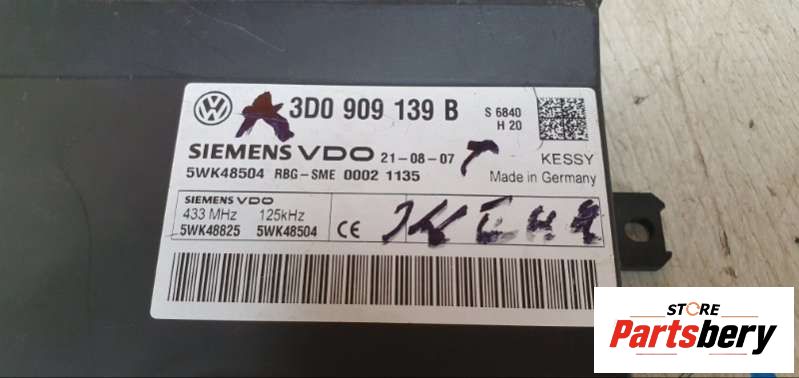 3D0 909 139 B
S 6840
H 20
SIEMENS VDO 21-08-07
KESSY
5WK48504 RBG-SME 0002 1135
Made in Germany
SIEMENS VDO
433 MHz 125kHz
5WK48825 5WK48504
CE
STORE
Partsbery